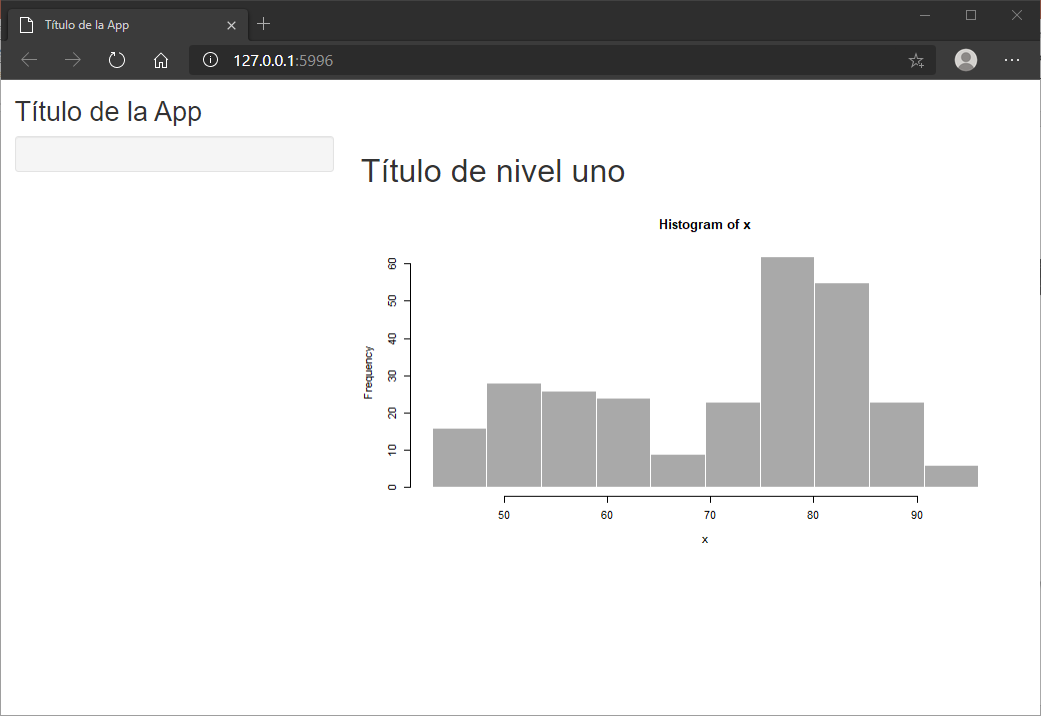 Título de la App
127.0.0.1:5996
Título de la App
Título de nivel uno
Histogram of x
Frequency
60
50
40
30
20
10
0
50 60 70 80 90
x